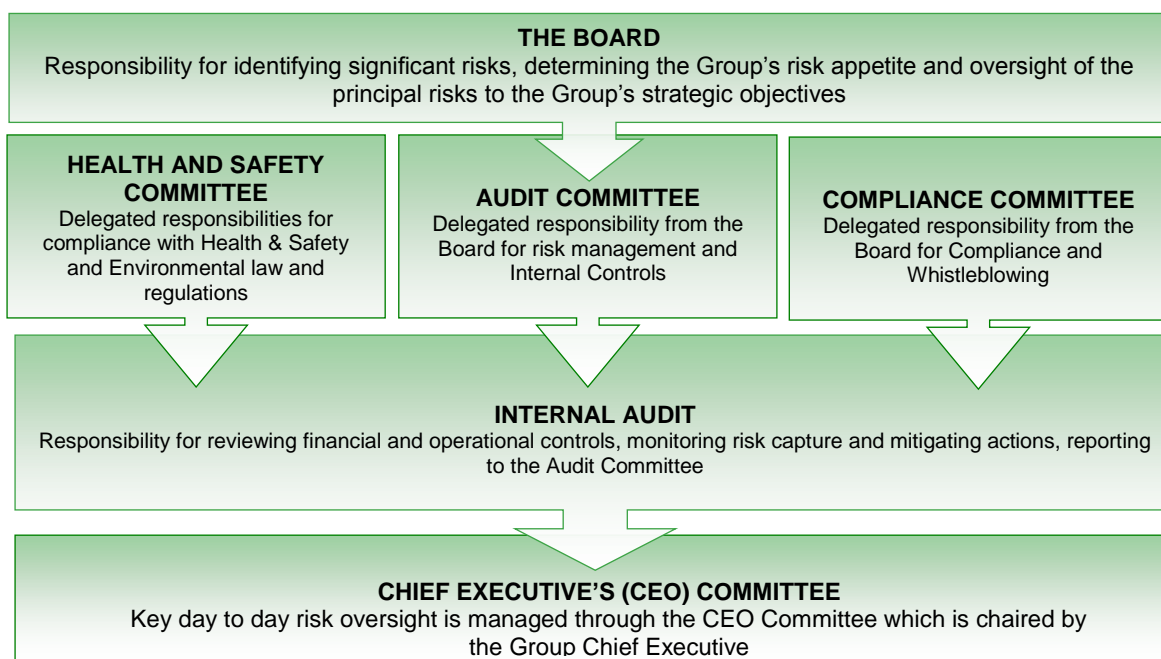 THE BOARD
Responsibility for identifying significant risks, determining the Group's risk appetite and oversight of the
principal risks to the Group's strategic objectives
HEALTH AND SAFETY
COMMITTEE
Delegated responsibilities for
compliance with Health & Safety
and Environmental law and
regulations
AUDIT COMMITTEE
Delegated responsibility from the
Board for risk management and
Internal Controls
COMPLIANCE COMMITTEE
Delegated responsibility from the
Board for Compliance and
Whistleblowing
INTERNAL AUDIT
Responsibility for reviewing financial and operational controls, monitoring risk capture and mitigating actions, reporting
to the Audit Committee
CHIEF EXECUTIVE'S (CEO) COMMITTEE
Key day to day risk oversight is managed through the CEO Committee which is chaired by
the Group Chief Executive